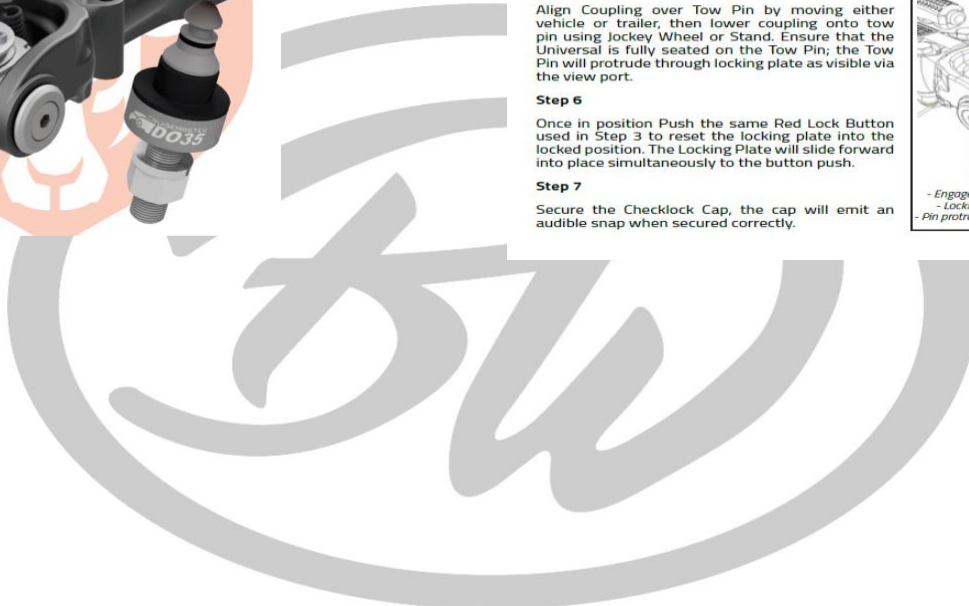 DO35
Align Coupling over Tow Pin by moving either
vehicle or trailer, then lower coupling onto tow
pin using Jockey Wheel or Stand. Ensure that the
Universal is fully seated on the Tow Pin; the Tow
Pin will protrude through locking plate as visible via
the view port.
Step 6
Once in position Push the same Red Lock Button
used in Step 3 to reset the locking plate into the
locked position. The Locking Plate will slide forward
into place simultaneously to the button push.
Step 7
Secure the Checklock Cap, the cap will emit an
audible snap when secured correctly.
- Engage
- Lock
- Pin protru
BW